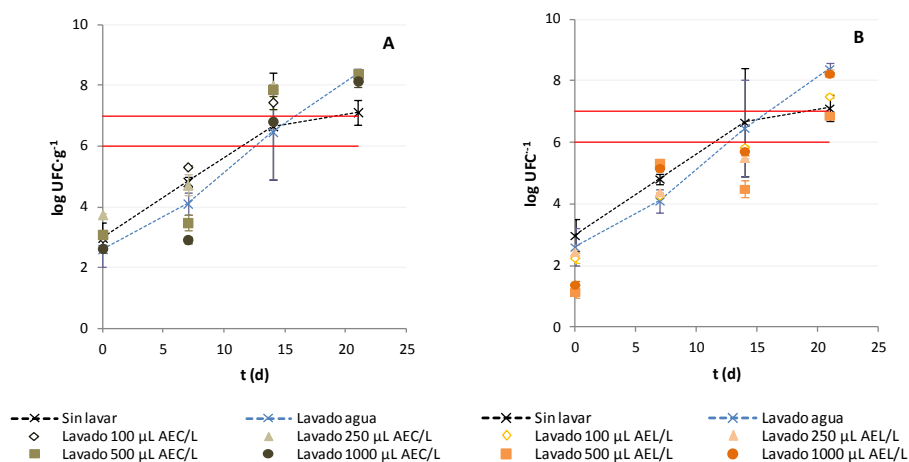 A
log UFC·g⁻¹
10
8
6
4
2
0
0 5 10 15 20 25
t (d)
Sin lavar
Lavado agua
Lavado 100 µL AEC/L
Lavado 250 µL AEC/L
Lavado 500 µL AEC/L
Lavado 1000 µL AEC/L
B
log UFC·⁻¹
10
8
6
4
2
0
0 5 10 15 20 25
t (d)
Sin lavar
Lavado agua
Lavado 100 µL AEL/L
Lavado 250 µL AEL/L
Lavado 500 µL AEL/L
Lavado 1000 µL AEL/L